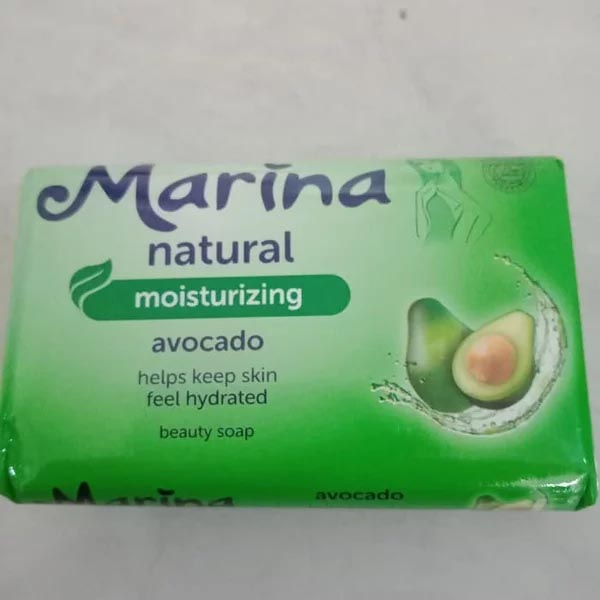 Marina
natural
moisturizing
avocado
helps keep skin
feel hydrated
beauty soap
Marina
avocado